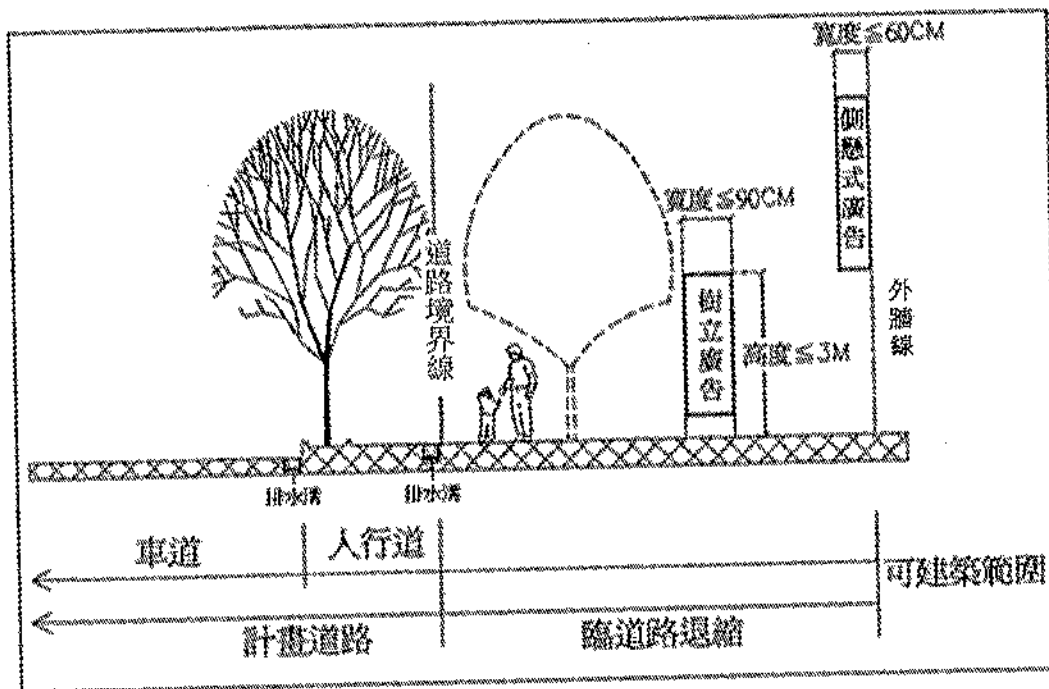 寬度≦60CM
側懸式廣告
寬度≦90CM
道路境界線
樹立廣告
高度≦3M
外牆線
排水溝
排水溝
車道
人行道
可建築範圍
計畫道路
臨道路退縮